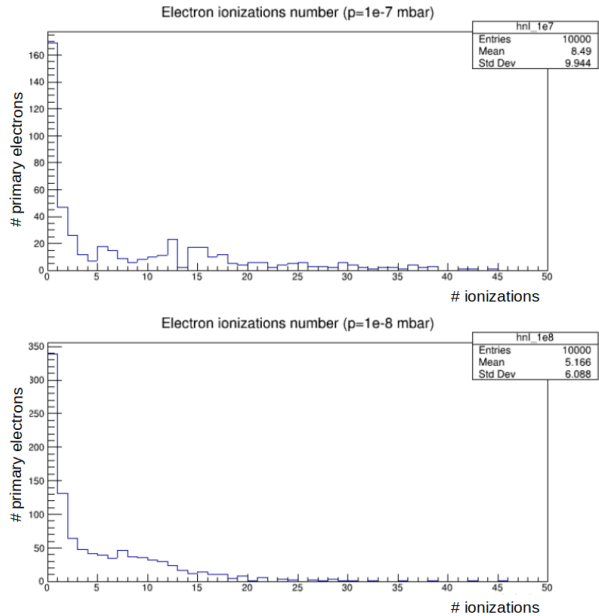 Electron ionizations number (p=1e-7 mbar)
hnl_1e7
Entries 10000
Mean 8.49
Std Dev 9.944
# primary electrons
160
140
120
100
80
60
40
20
0
0 5 10 15 20 25 30 35 40 45 50
# ionizations
Electron ionizations number (p=1e-8 mbar)
hnl_1e8
Entries 10000
Mean 5.166
Std Dev 6.088
# primary electrons
350
300
250
200
150
100
50
0
0 5 10 15 20 25 30 35 40 45 50
# ionizations